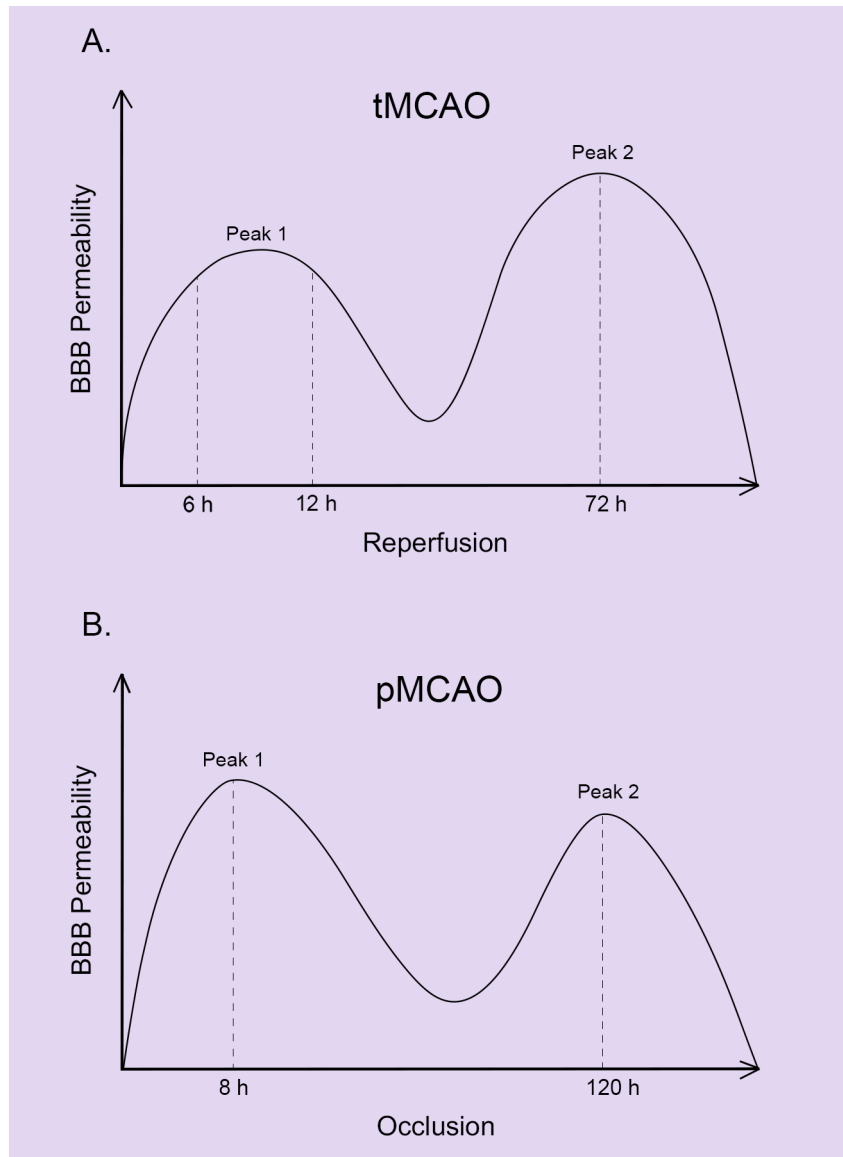 A.
tMCAO
Peak 2
Peak 1
BBB Permeability
6 h
12 h
72 h
Reperfusion
B.
pMCAO
Peak 1
Peak 2
BBB Permeability
8 h
120 h
Occlusion